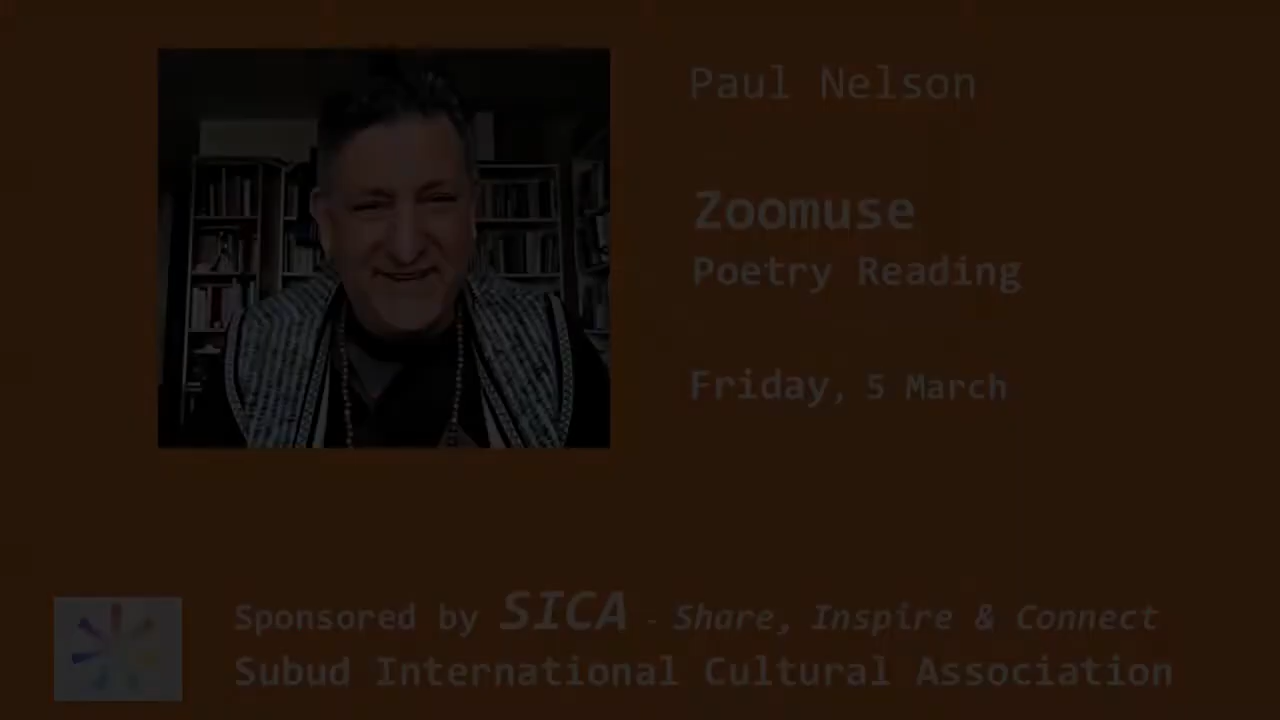 Paul Nelson
Zoomuse
Poetry Reading
Friday, 5 March
Sponsored by SICA - Share, Inspire & Connect
Subud International Cultural Association